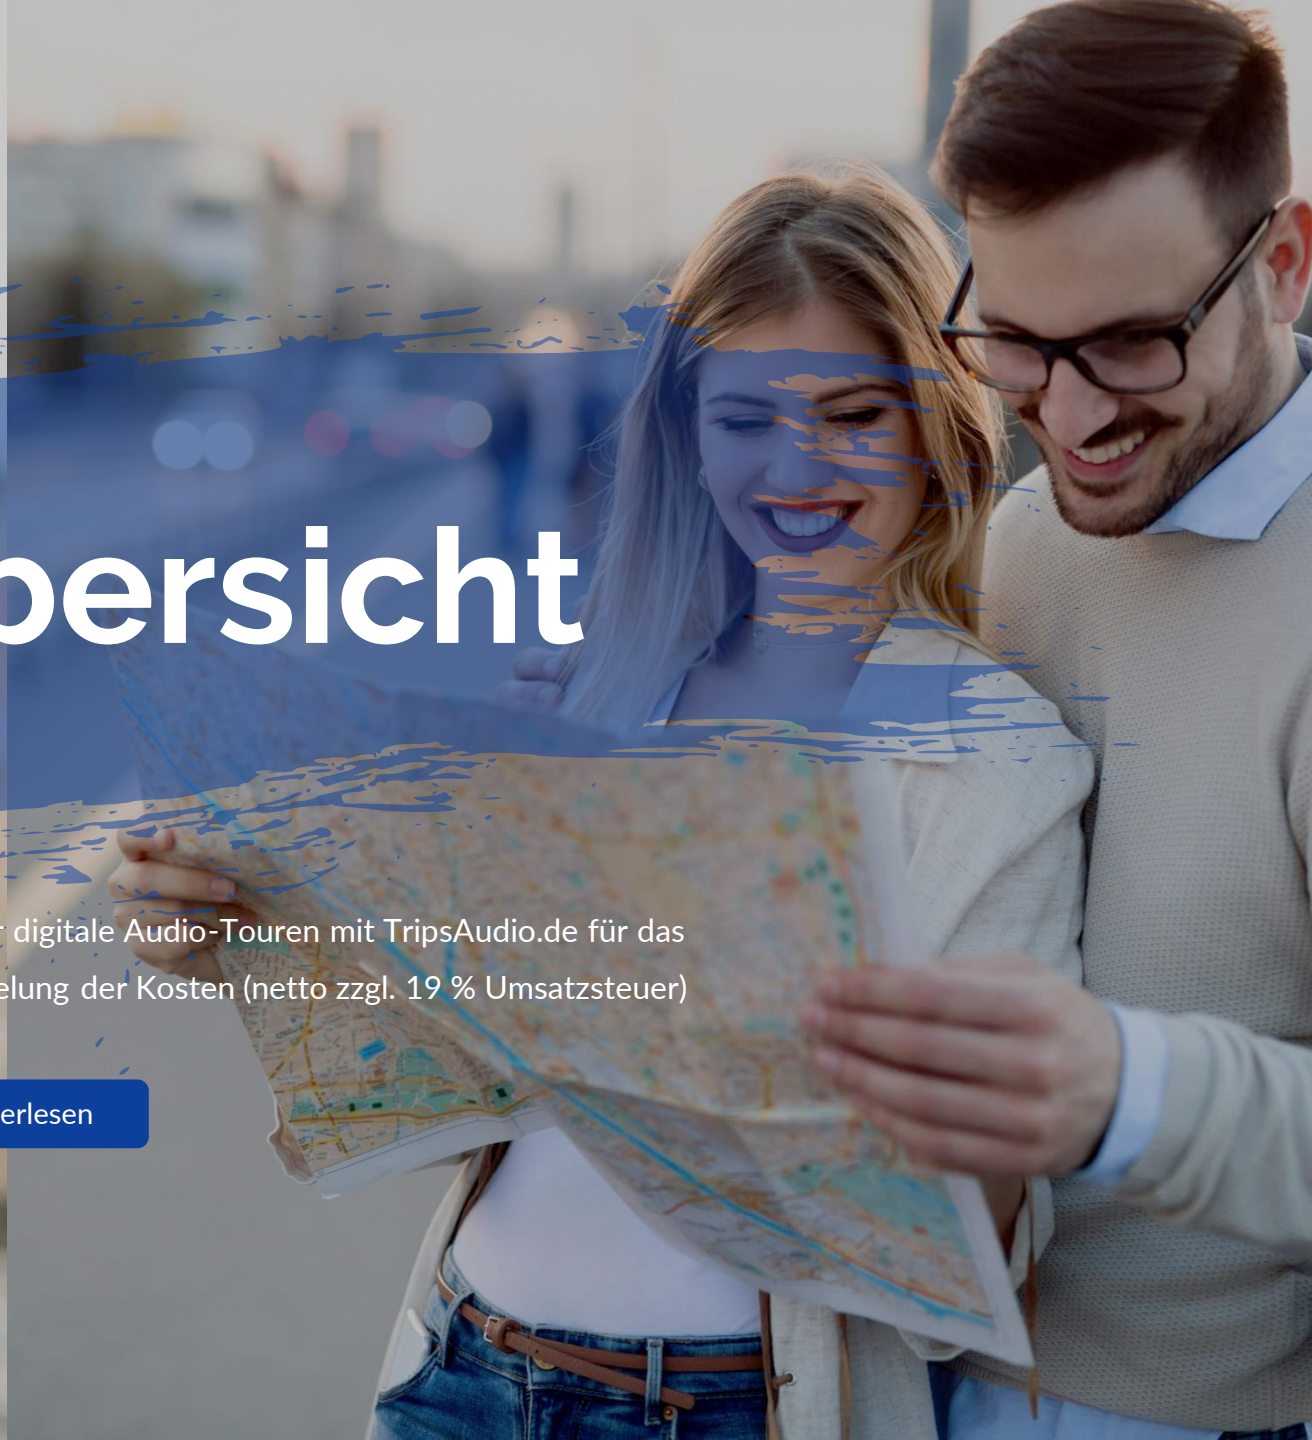 bersicht
r digitale Audio-Touren mit TripsAudio.de für das
elung der Kosten (netto zzgl. 19 % Umsatzsteuer)
erlesen